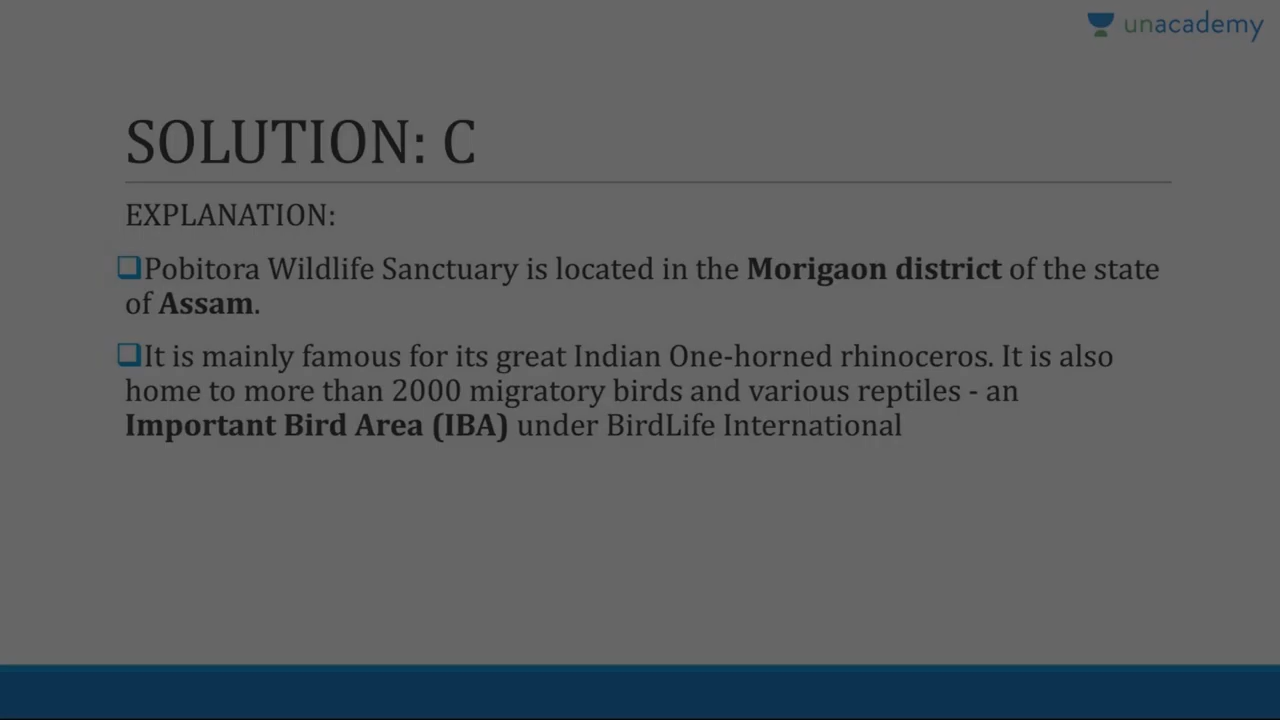 unacademy
SOLUTION: C
EXPLANATION:
Pobitora Wildlife Sanctuary is located in the Morigaon district of the state
of Assam.
It is mainly famous for its great Indian One-horned rhinoceros. It is also
home to more than 2000 migratory birds and various reptiles - an
Important Bird Area (IBA) under BirdLife International